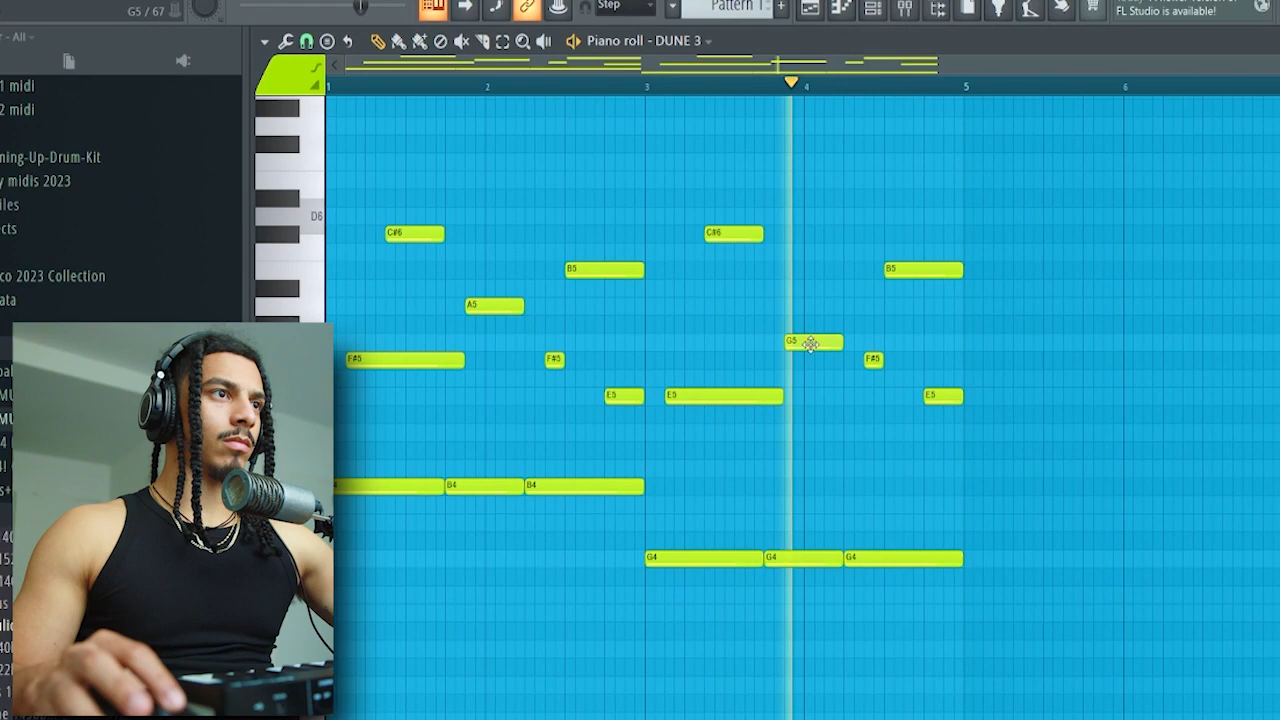 G5 / 67
Step
Pattern 1
FL Studio is available!
- All
Piano roll - DUNE 3
1 midi
2 midi
1
2
3
4
5
6
ning-Up-Drum-Kit
y midis 2023
iles
ects
co 2023 Collection
ata
D6
C#6
C#6
B5
B5
A5
G5
F#5
F#5
F#5
E5
E5
E5
B4
B4
G4
G4
G4